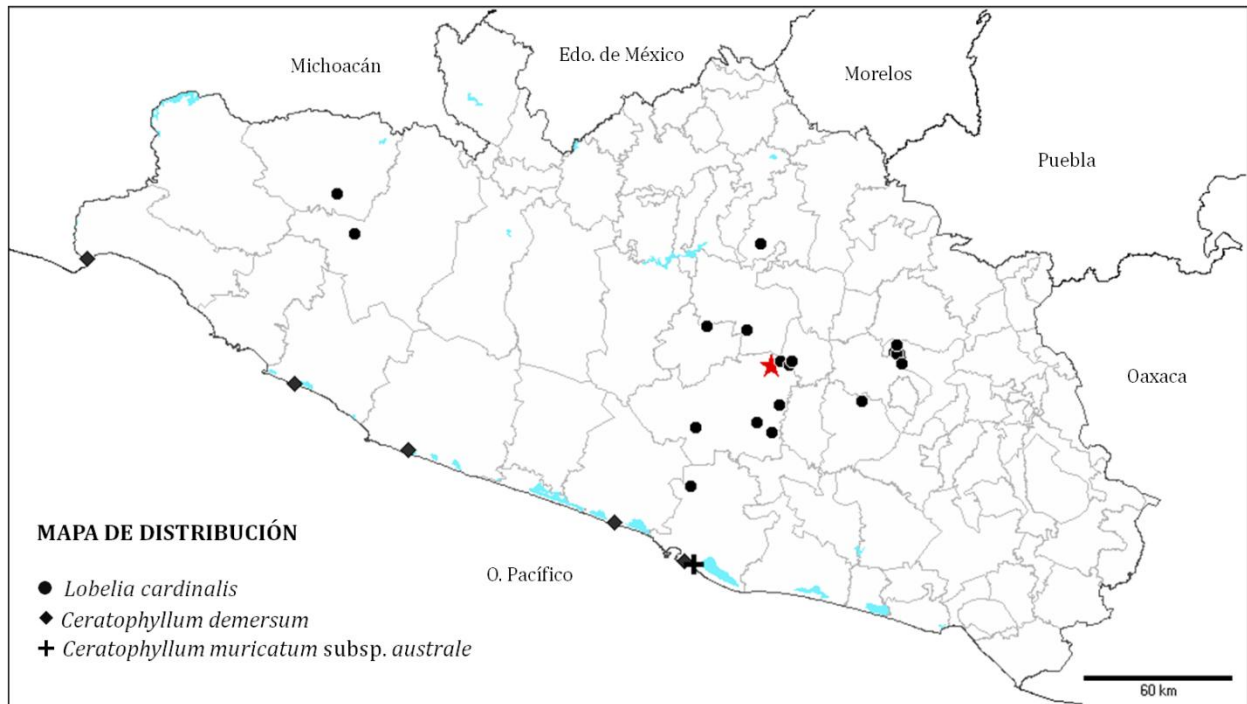 Michoacán
Edo. de México
Morelos
Puebla
Oaxaca
O. Pacífico
MAPA DE DISTRIBUCIÓN
Lobelia cardinalis
Ceratophyllum demersum
Ceratophyllum muricatum subsp. australe
60 km